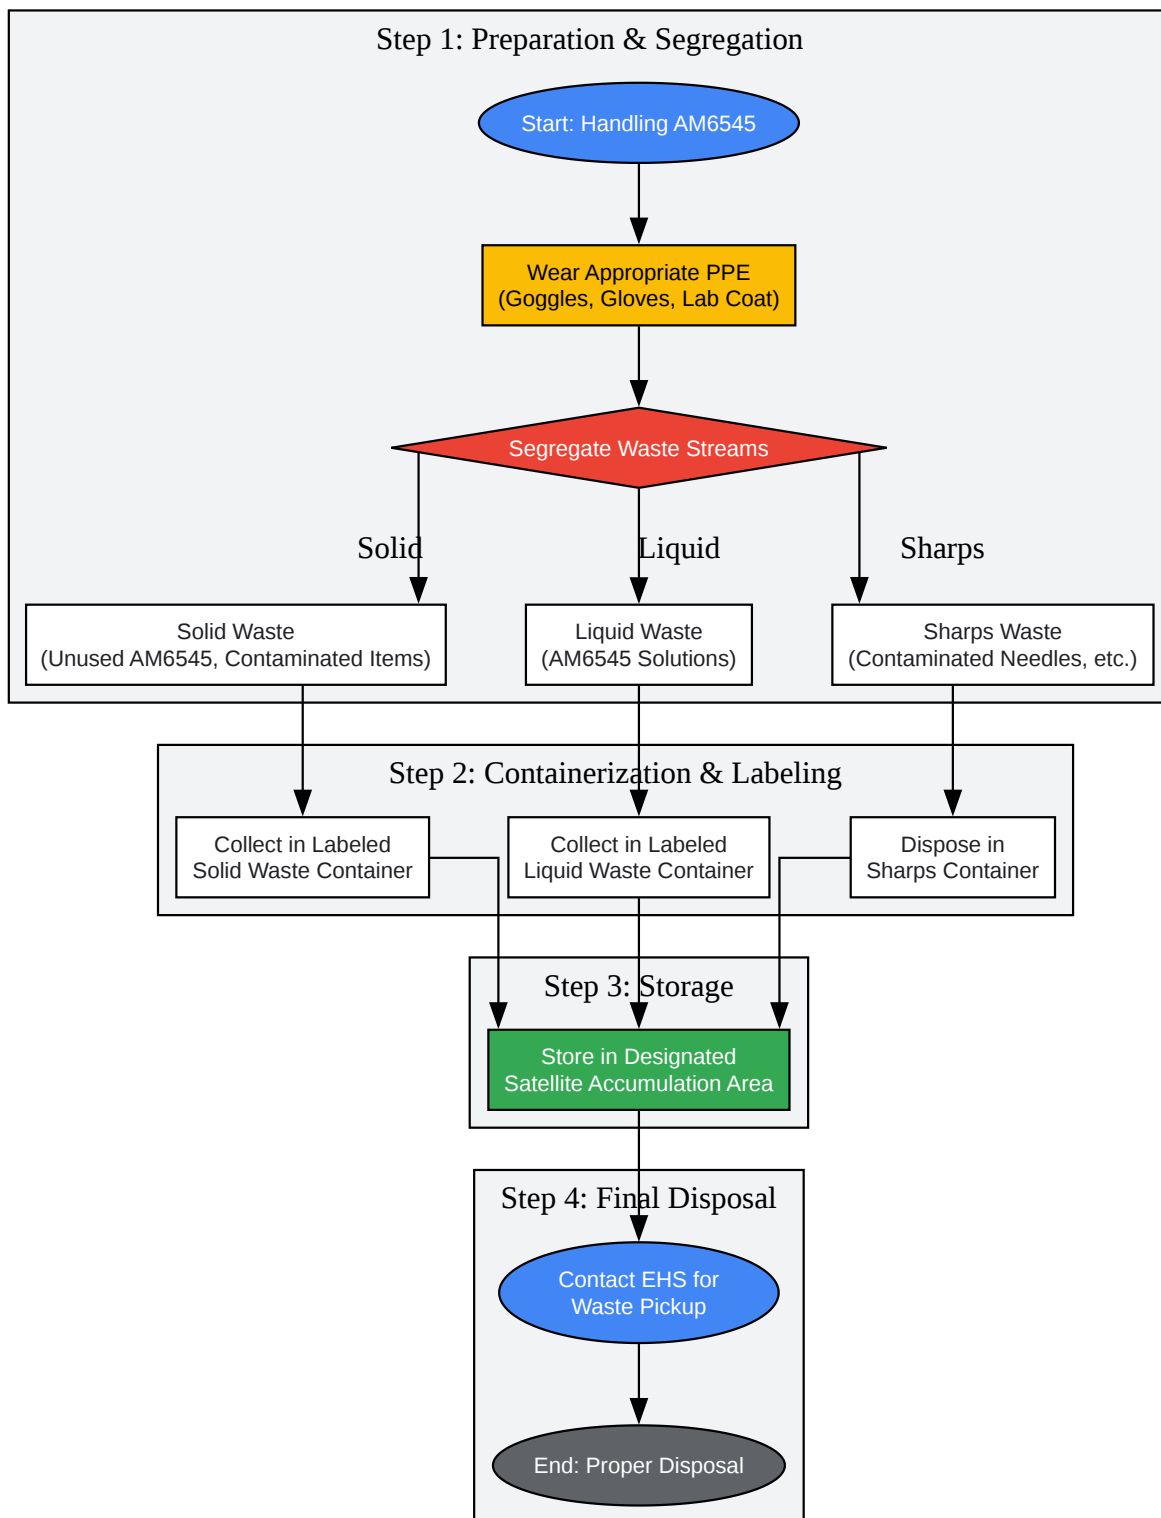 Step 1: Preparation & Segregation
Start: Handling AM6545
Wear Appropriate PPE
(Goggles, Gloves, Lab Coat)
Segregate Waste Streams
Solid
Liquid
Sharps
Solid Waste
(Unused AM6545, Contaminated Items)
Liquid Waste
(AM6545 Solutions)
Sharps Waste
(Contaminated Needles, etc.)
Step 2: Containerization & Labeling
Collect in Labeled
Solid Waste Container
Collect in Labeled
Liquid Waste Container
Dispose in
Sharps Container
Step 3: Storage
Store in Designated
Satellite Accumulation Area
Step 4: Final Disposal
Contact EHS for
Waste Pickup
End: Proper Disposal